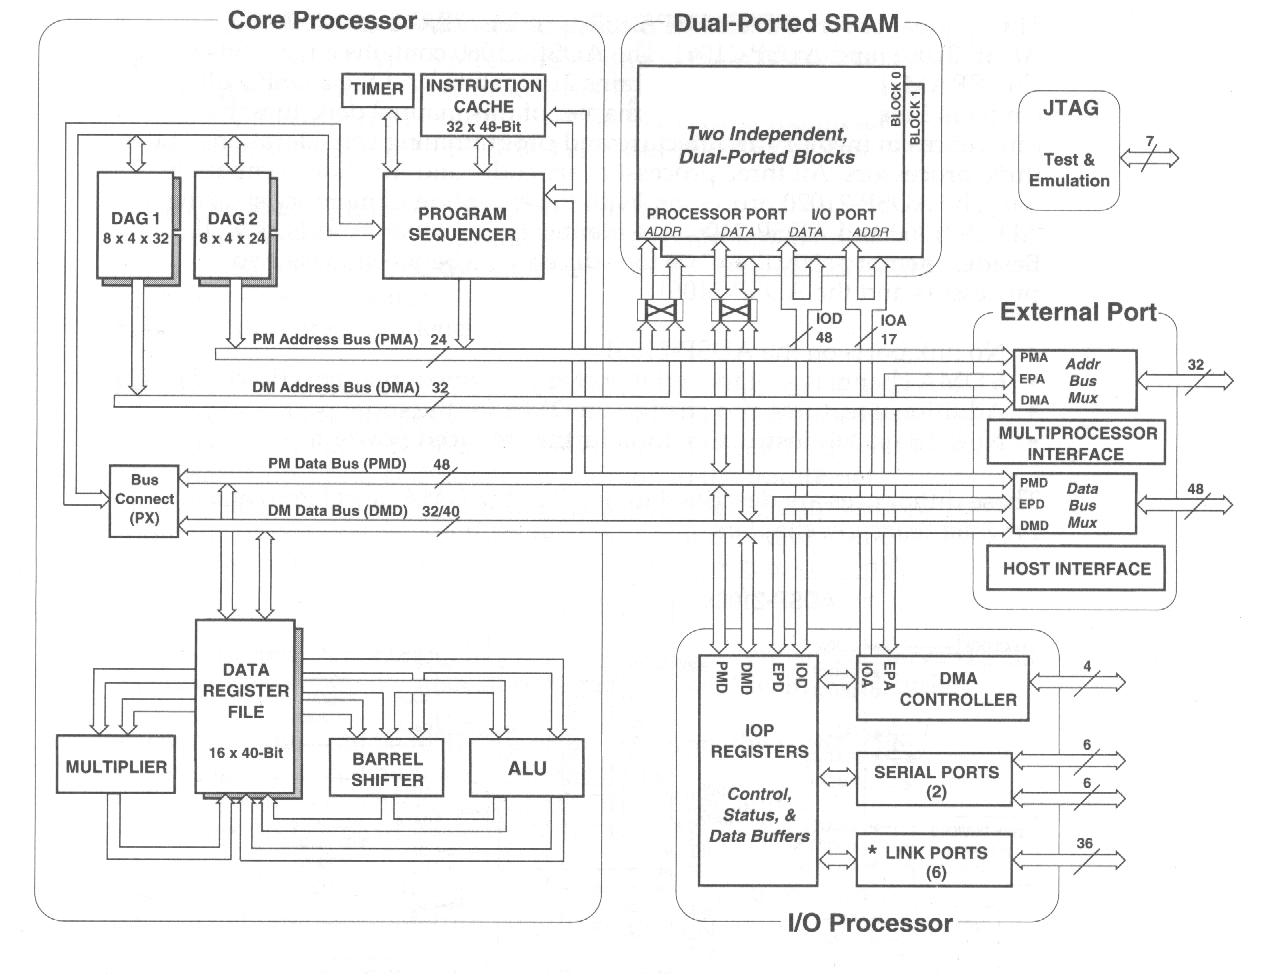 Core Processor
Dual-Ported SRAM
TIMER
INSTRUCTION
CACHE
32 x 48-Bit
BLOCK 0
BLOCK 1
JTAG
Test &
Emulation
7
Two Independent,
Dual-Ported Blocks
DAG 1
8 x 4 x 32
DAG 2
8 x 4 x 24
PROGRAM
SEQUENCER
PROCESSOR PORT
I/O PORT
ADDR
DATA
DATA
ADDR
IOD
48
IOA
17
External Port
PM Address Bus (PMA)
24
DM Address Bus (DMA)
32
PMA
EPA
DMA
Addr
Bus
Mux
32
MULTIPROCESSOR
INTERFACE
Bus
Connect
(PX)
PM Data Bus (PMD)
48
DM Data Bus (DMD)
32/40
PMD
EPD
DMD
Data
Bus
Mux
48
HOST INTERFACE
DATA
REGISTER
FILE
16 x 40-Bit
MULTIPLIER
BARREL
SHIFTER
ALU
PMD
DMD
EPD
IOD
IOA
EPA
DMA
CONTROLLER
4
IOP
REGISTERS
Control,
Status, &
Data Buffers
SERIAL PORTS
(2)
6
6
* LINK PORTS
(6)
36
I/O Processor